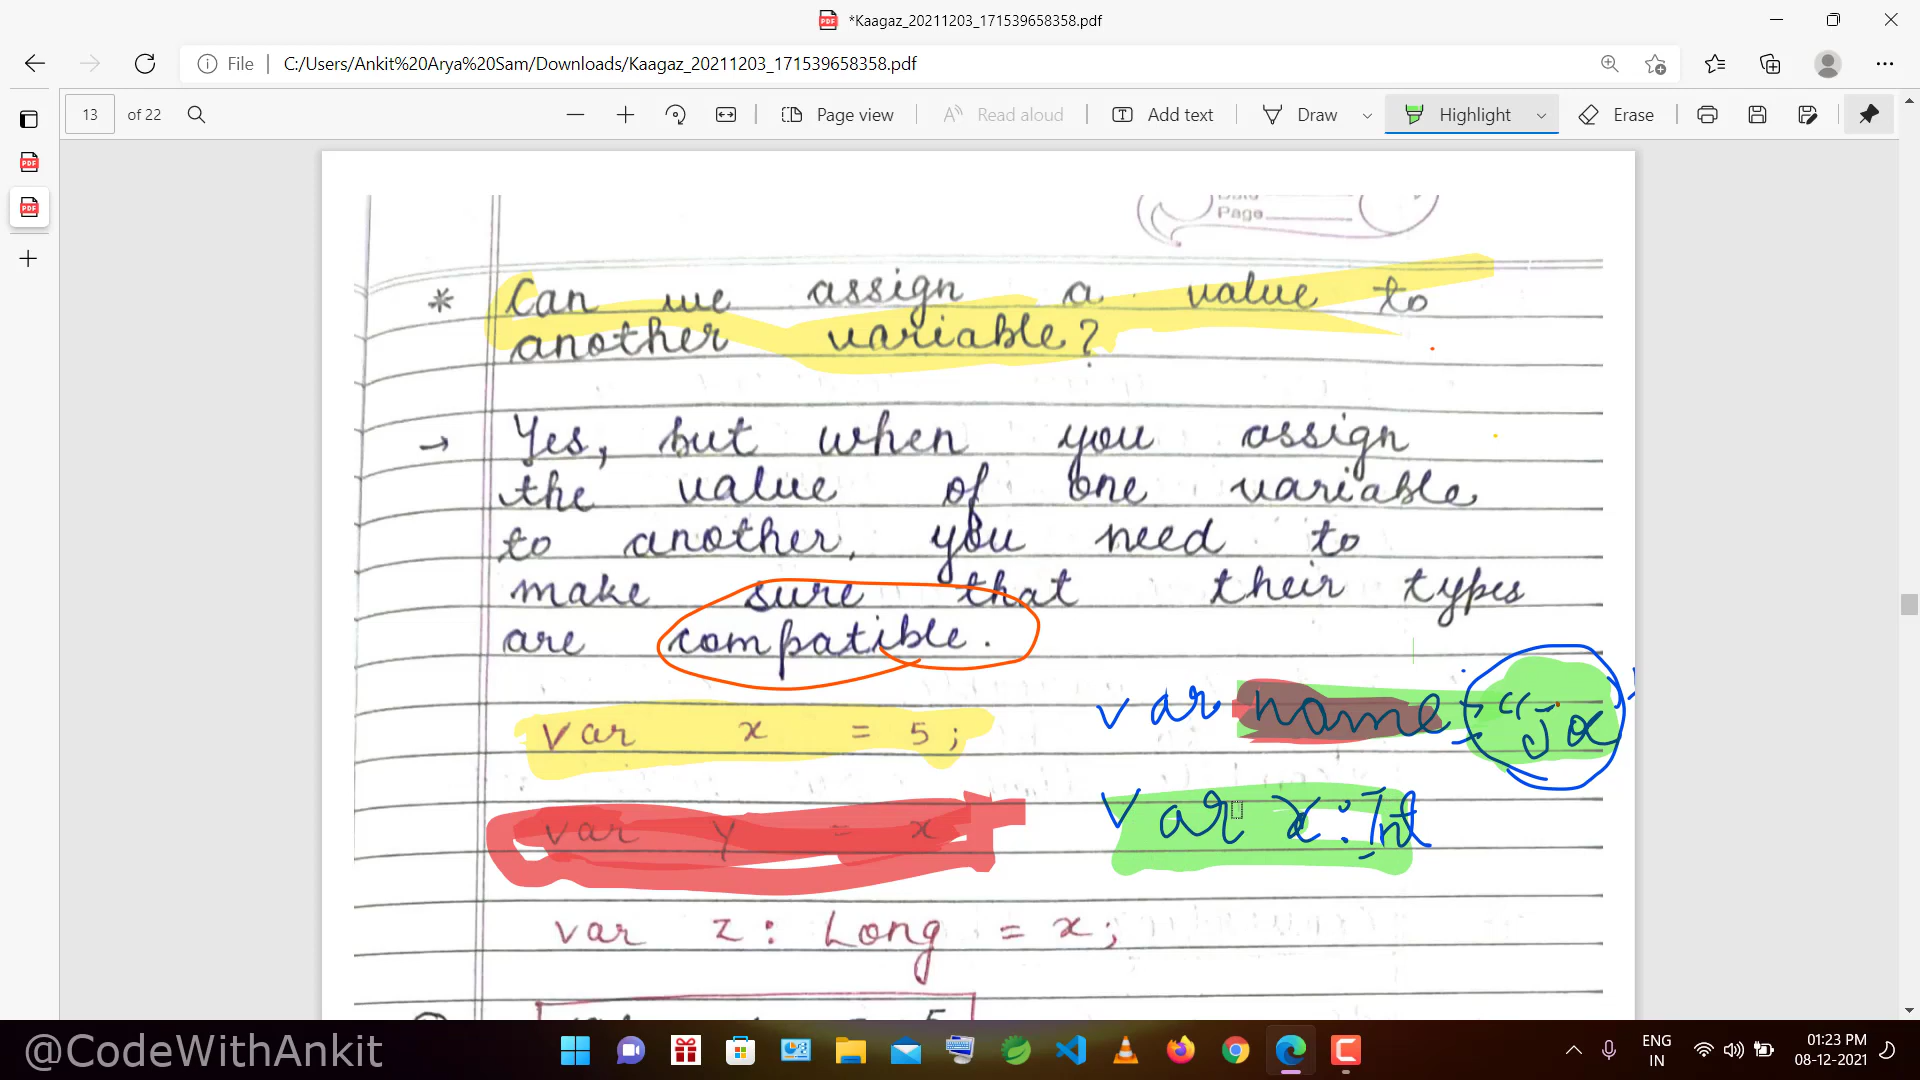 *Kaagaz_20211203_171539658358.pdf
File
C:/Users/Ankit%20Arya%20Sam/Downloads/Kaagaz_20211203_171539658358.pdf
13 of 22
Page view
Read aloud
Add text
Draw
Highlight
Erase
Page
* Can we assign a value to
another variable?
→ Yes, but when you assign
the value of one variable
to another, you need to
make sure that their types
are compatible.
var x = 5;
var name = "Ja
var y = x
var x: Int
var z: Long = x;
@CodeWithAnkit
ENG
IN
01:23 PM
08-12-2021